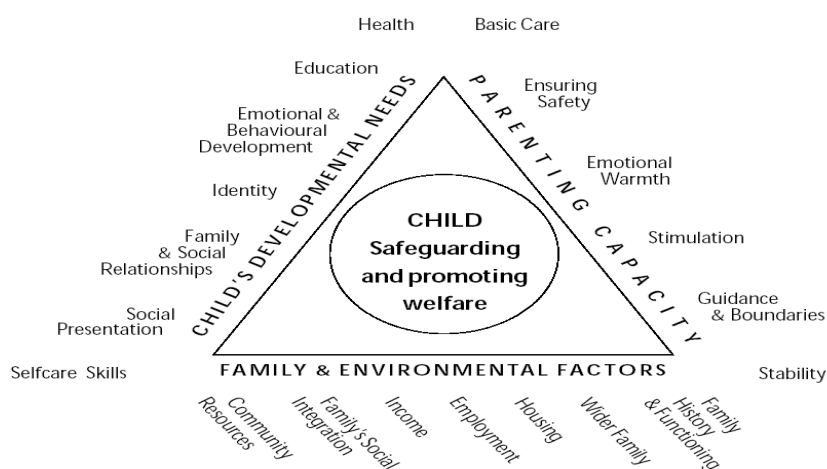 Health
Education
Emotional &
Behavioural
Development
Identity
Family
& Social
Relationships
Social
Presentation
Selfcare Skills
CHILD'S DEVELOPMENTAL NEEDS
Basic Care
Ensuring
Safety
Emotional
Warmth
Stimulation
Guidance
& Boundaries
Stability
PARENTING CAPACITY
CHILD
Safeguarding
and promoting
welfare
FAMILY & ENVIRONMENTAL FACTORS
Community
Resources
Family's Social
Integration
Income
Employment
Housing
Wider Family
Family
History
& Functioning